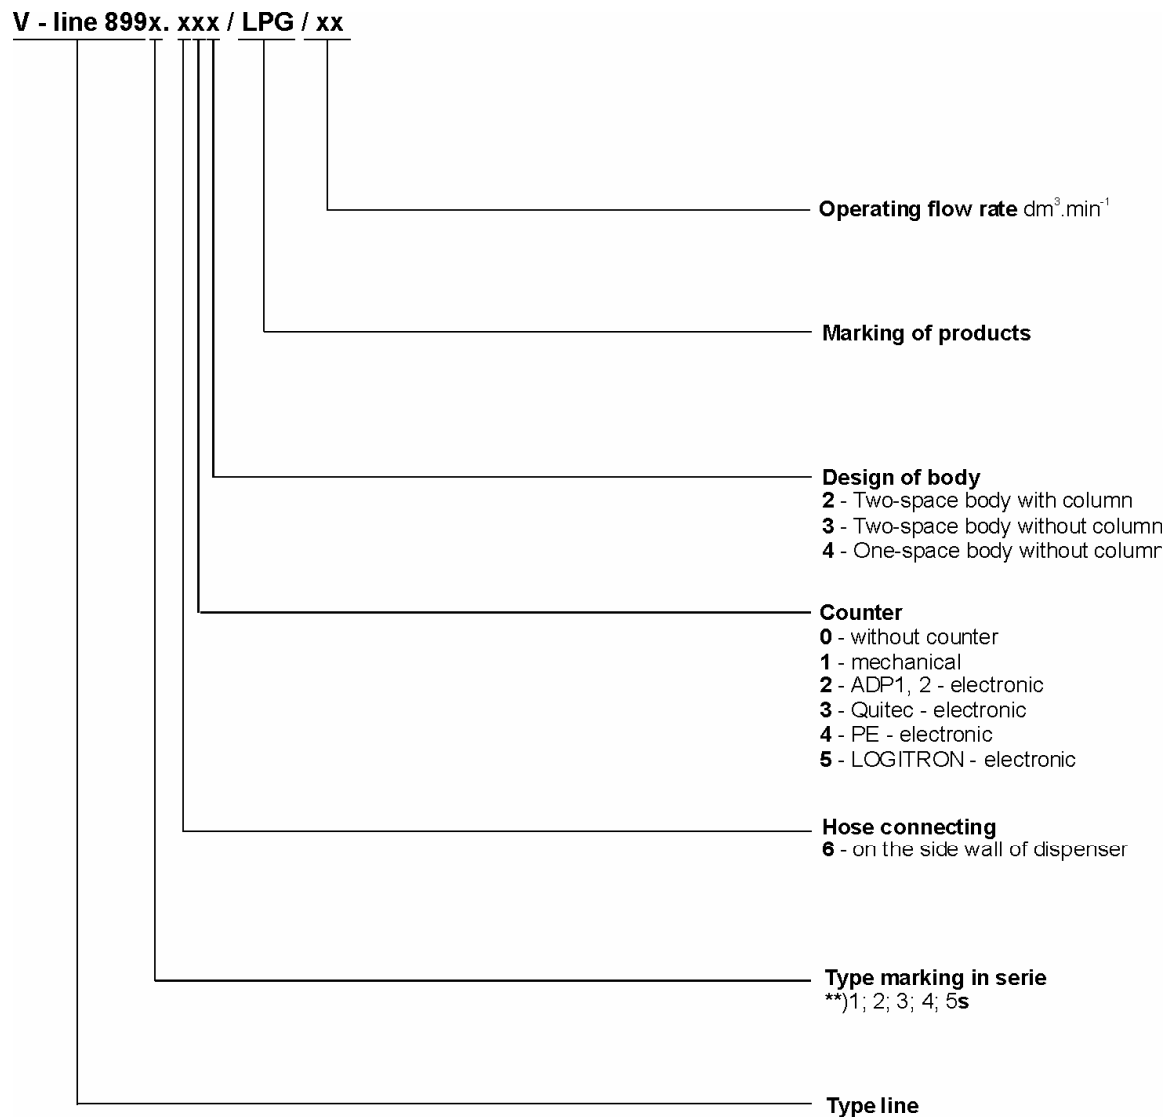 V - line 899x. xxx / LPG / xx
Operating flow rate dm³.min⁻¹
Marking of products
Design of body
2 - Two-space body with column
3 - Two-space body without column
4 - One-space body without column
Counter
0 - without counter
1 - mechanical
2 - ADP1, 2 - electronic
3 - Quitec - electronic
4 - PE - electronic
5 - LOGITRON - electronic
Hose connecting
6 - on the side wall of dispenser
Type marking in serie
**)1; 2; 3; 4; 5s
Type line